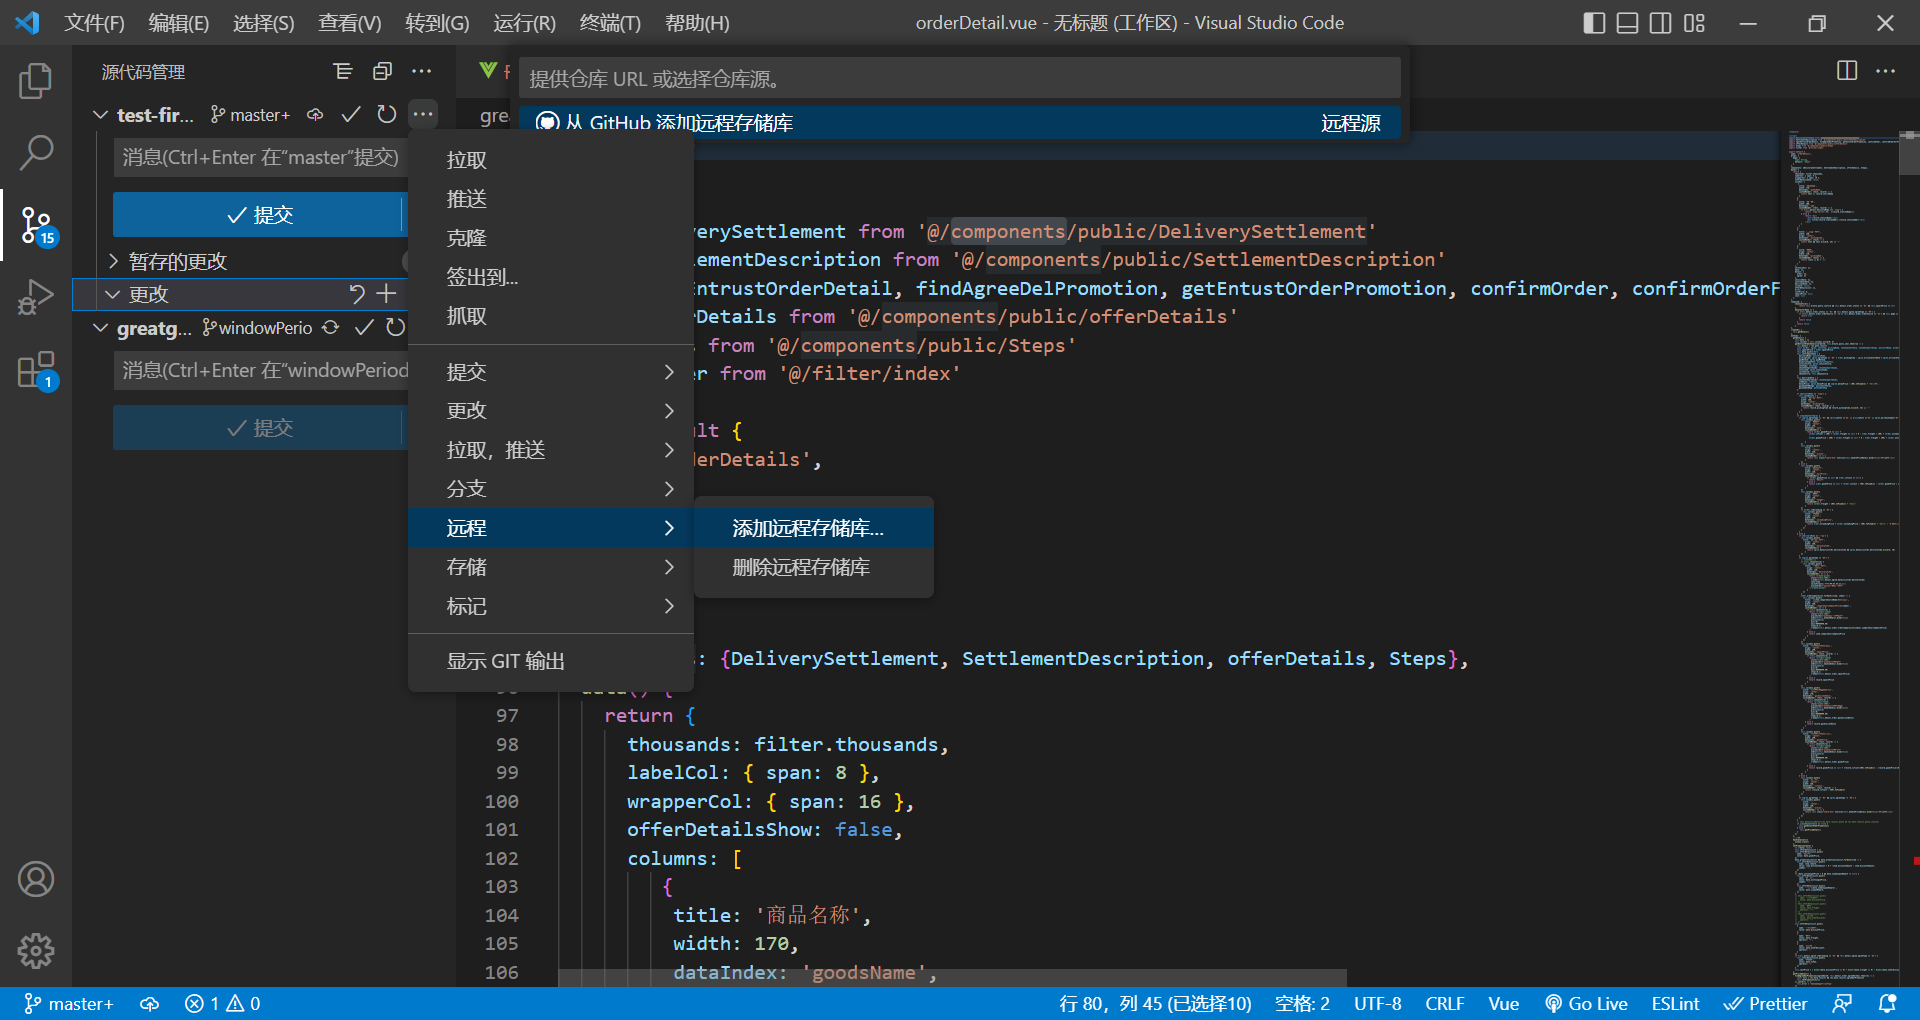 文件(F) 编辑(E) 选择(S) 查看(V) 转到(G) 运行(R) 终端(T) 帮助(H) orderDetail.vue - 无标题 (工作区) - Visual Studio Code
源代码管理
提供仓库 URL 或选择仓库源。
test-fir... master+
从 GitHub 添加远程存储库 远程源
消息(Ctrl+Enter 在“master”提交)
提交
15
暂存的更改
更改
greatg... windowPerio
消息(Ctrl+Enter 在“windowPeriod
1
提交
拉取
推送
克隆
签出到...
抓取
提交
更改
拉取，推送
分支
远程
存储
标记
显示 GIT 输出
添加远程存储库...
删除远程存储库
verySettlement from '@/components/public/DeliverySettlement'
lementDescription from '@/components/public/SettlementDescription'
EntrustOrderDetail, findAgreeDelPromotion, getEntustOrderPromotion, confirmOrder, confirmOrderF
rDetails from '@/components/public/offerDetails'
from '@/components/public/Steps'
er from '@/filter/index'
ult {
derDetails',
: {DeliverySettlement, SettlementDescription, offerDetails, Steps},
97 return {
98 thousands: filter.thousands,
99 labelCol: { span: 8 },
100 wrapperCol: { span: 16 },
101 offerDetailsShow: false,
102 columns: [
103 {
104 title: '商品名称',
105 width: 170,
106 dataIndex: 'goodsName',
master+ 1 0 行 80，列 45 (已选择10) 空格: 2 UTF-8 CRLF Vue Go Live ESLint Prettier